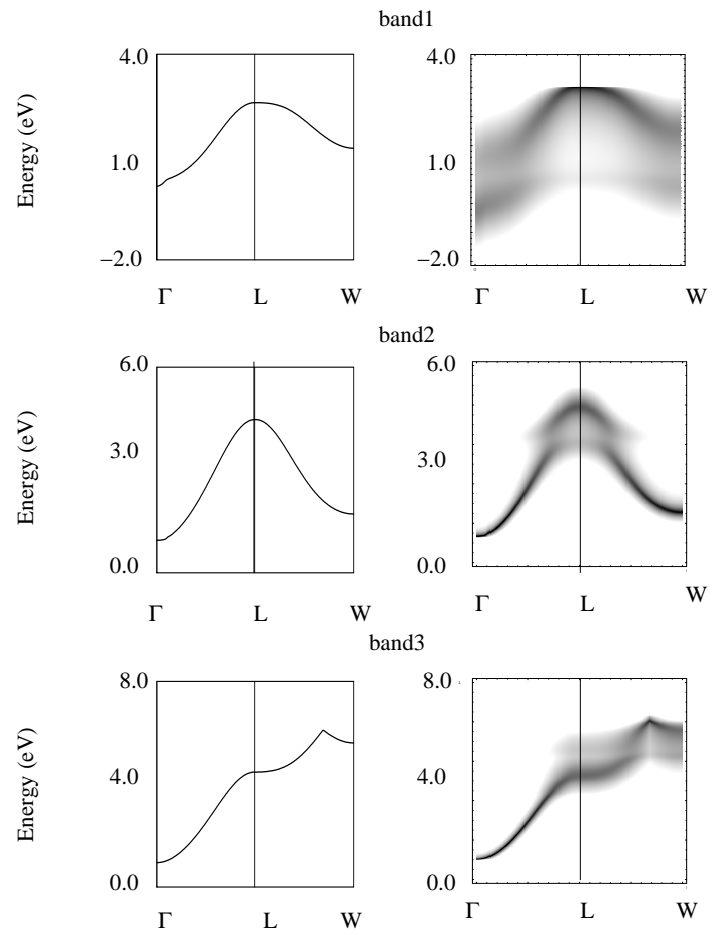 band1
4.0
1.0
−2.0
Energy (eV)
Γ
L
W
4.0
1.0
−2.0
Γ
L
W
band2
6.0
3.0
0.0
Energy (eV)
Γ
L
W
6.0
3.0
0.0
Γ
L
W
band3
8.0
4.0
0.0
Energy (eV)
Γ
L
W
8.0
4.0
0.0
Γ
L
W